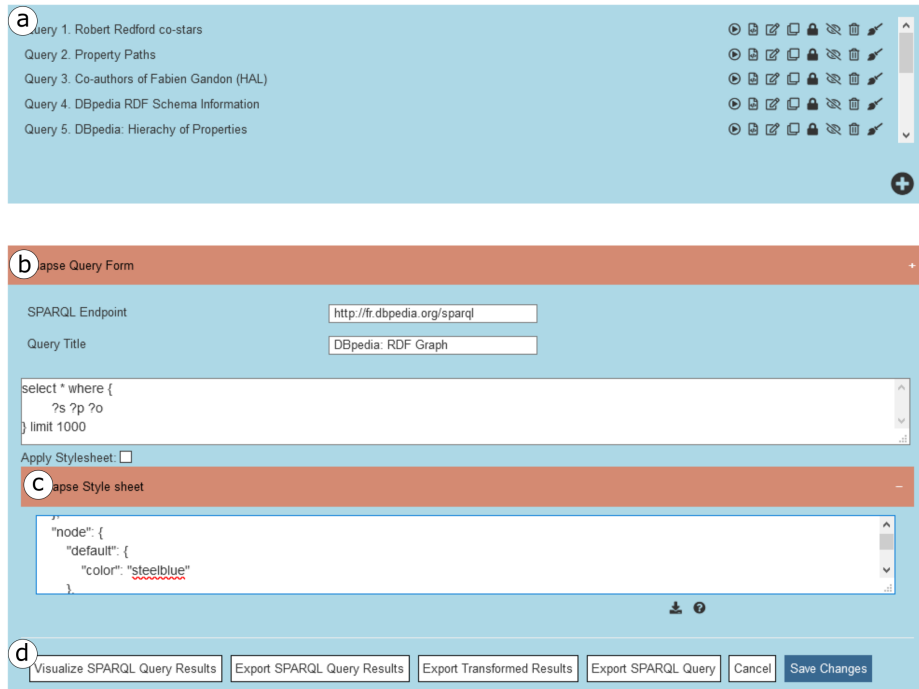 a
uery 1. Robert Redford co-stars
Query 2. Property Paths
Query 3. Co-authors of Fabien Gandon (HAL)
Query 4. DBpedia RDF Schema Information
Query 5. DBpedia: Hierachy of Properties
b
apse Query Form
SPARQL Endpoint http://fr.dbpedia.org/sparql
Query Title DBpedia: RDF Graph
select * where {
?s ?p ?o
} limit 1000
Apply Stylesheet:
c
apse Style sheet
},
"node": {
"default": {
"color": "steelblue"
},
d
Visualize SPARQL Query Results Export SPARQL Query Results Export Transformed Results Export SPARQL Query Cancel Save Changes